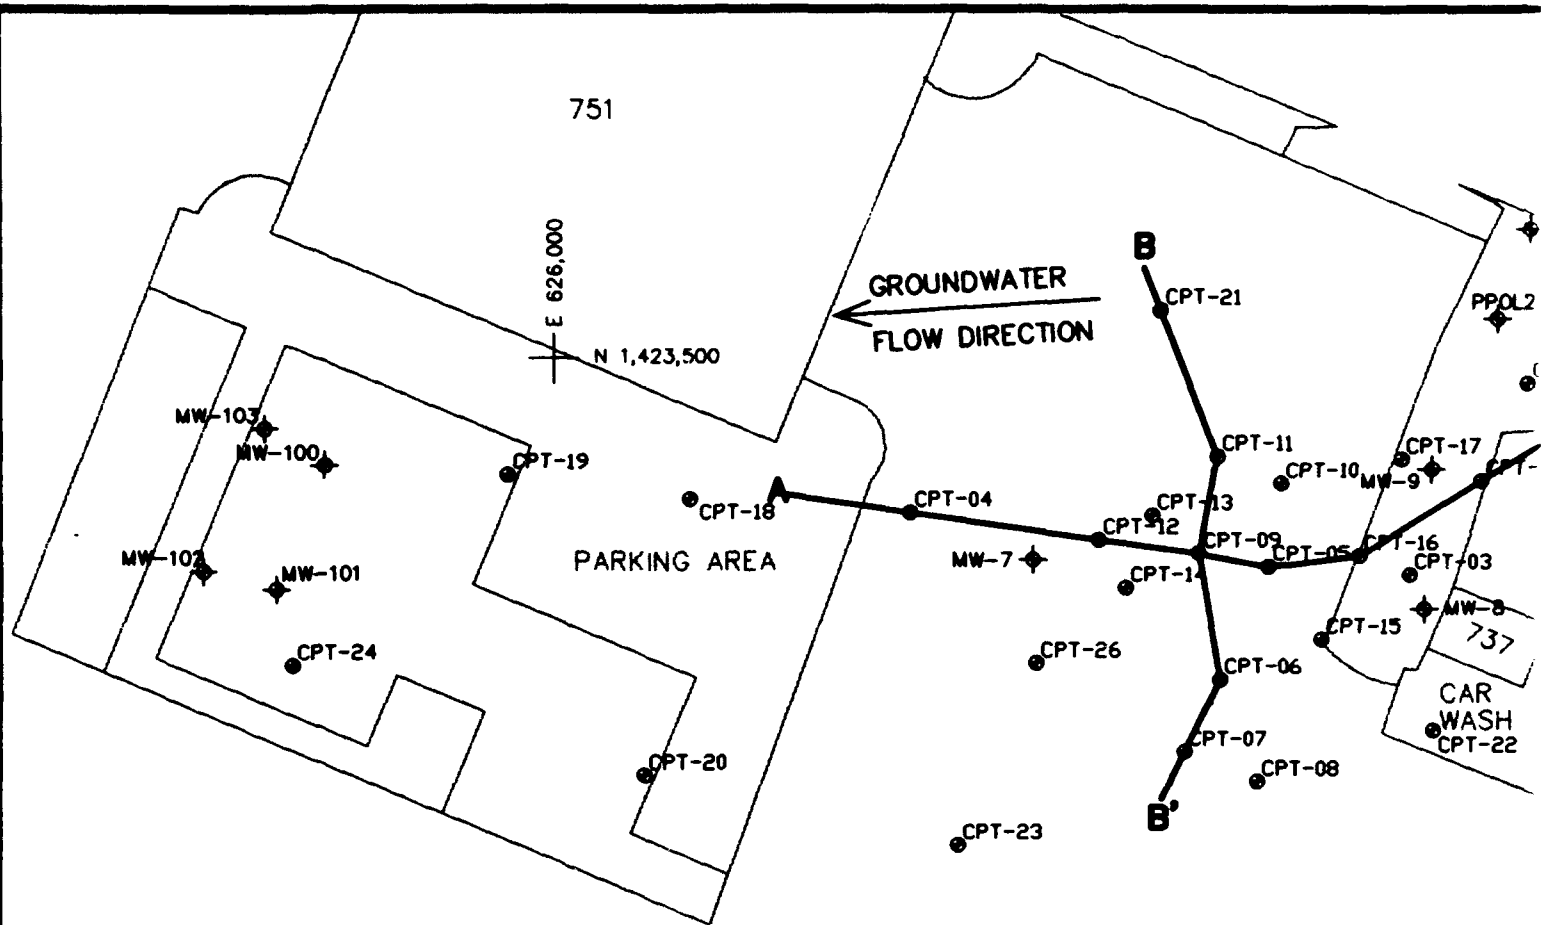 751
E 626,000
N 1,423,500
B
GROUNDWATER
FLOW DIRECTION
CPT-21
PPOL2
MW-103
MW-100
CPT-19
CPT-18
A
CPT-04
CPT-11
CPT-10
CPT-17
MW-9
CPT-
CPT-13
CPT-12
CPT-09
CPT-05
CPT-16
CPT-03
MW-7
CPT-14
PARKING AREA
MW-102
MW-101
MW-8
CPT-15
737
CPT-24
CPT-26
CPT-06
CAR
WASH
CPT-22
CPT-07
CPT-20
CPT-08
B'
CPT-23